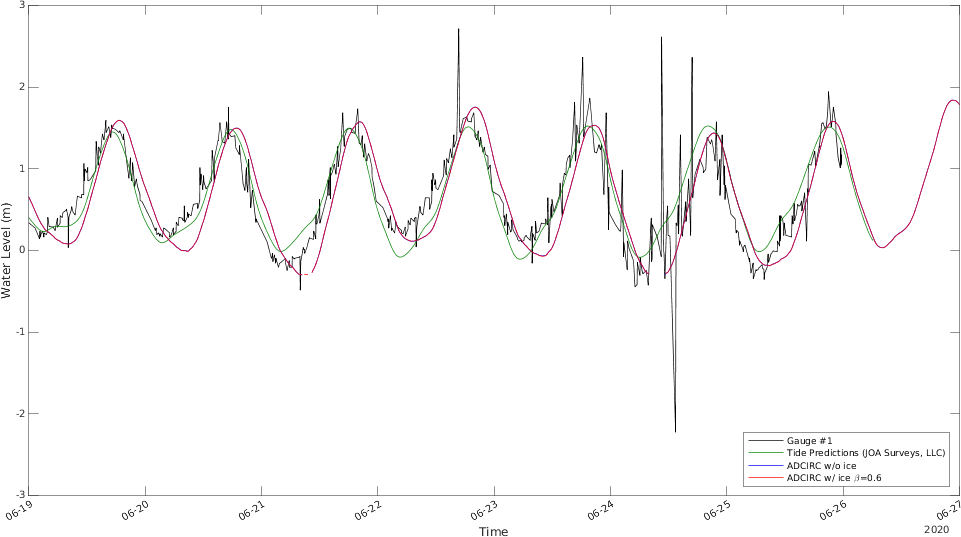 3
2
1
0
-1
-2
-3
Water Level (m)
06-19
06-20
06-21
06-22
06-23
06-24
06-25
06-26
06-27
Time
2020
Gauge #1
Tide Predictions (JOA Surveys, LLC)
ADCIRC w/o ice
ADCIRC w/ ice β=0.6